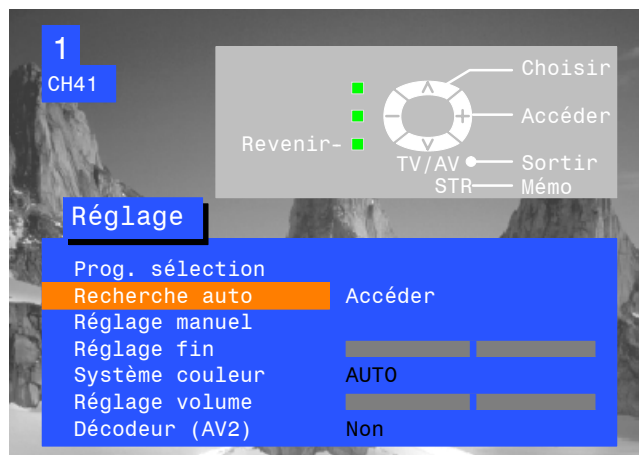 1
CH41
Choisir
Accéder
Revenir-
TV/AV Sortir
STR Mémo
Réglage
Prog. sélection
Recherche auto Accéder
Réglage manuel
Réglage fin
Système couleur AUTO
Réglage volume
Décodeur (AV2) Non